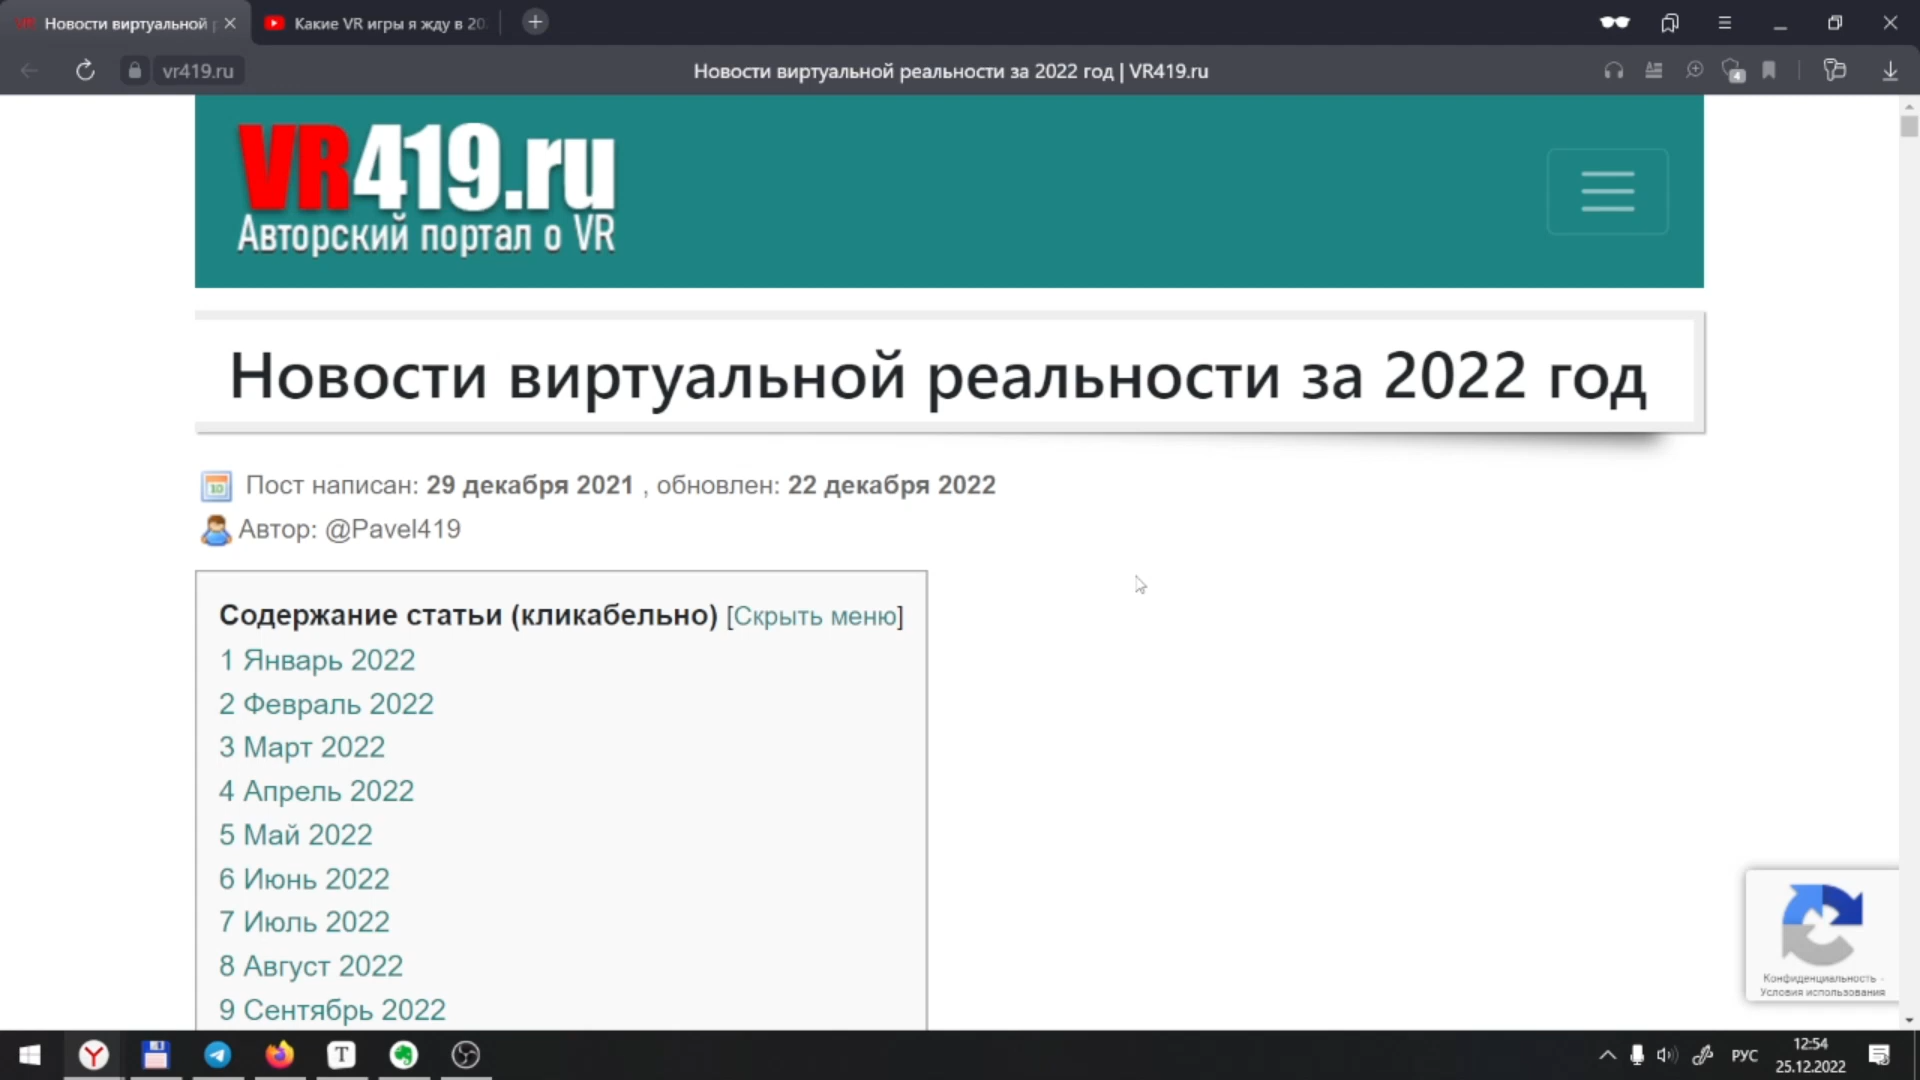 Новости виртуальной р
Какие VR игры я жду в 20
vr419.ru
Новости виртуальной реальности за 2022 год | VR419.ru
4
VR419.ru
Авторский портал о VR
Новости виртуальной реальности за 2022 год
10 Пост написан: 29 декабря 2021 , обновлен: 22 декабря 2022
Автор: @Pavel419
Содержание статьи (кликабельно) [Скрыть меню]
1 Январь 2022
2 Февраль 2022
3 Март 2022
4 Апрель 2022
5 Май 2022
6 Июнь 2022
7 Июль 2022
8 Август 2022
9 Сентябрь 2022
Конфиденциальность -
Условия использования
T
РУС
12:54
25.12.2022